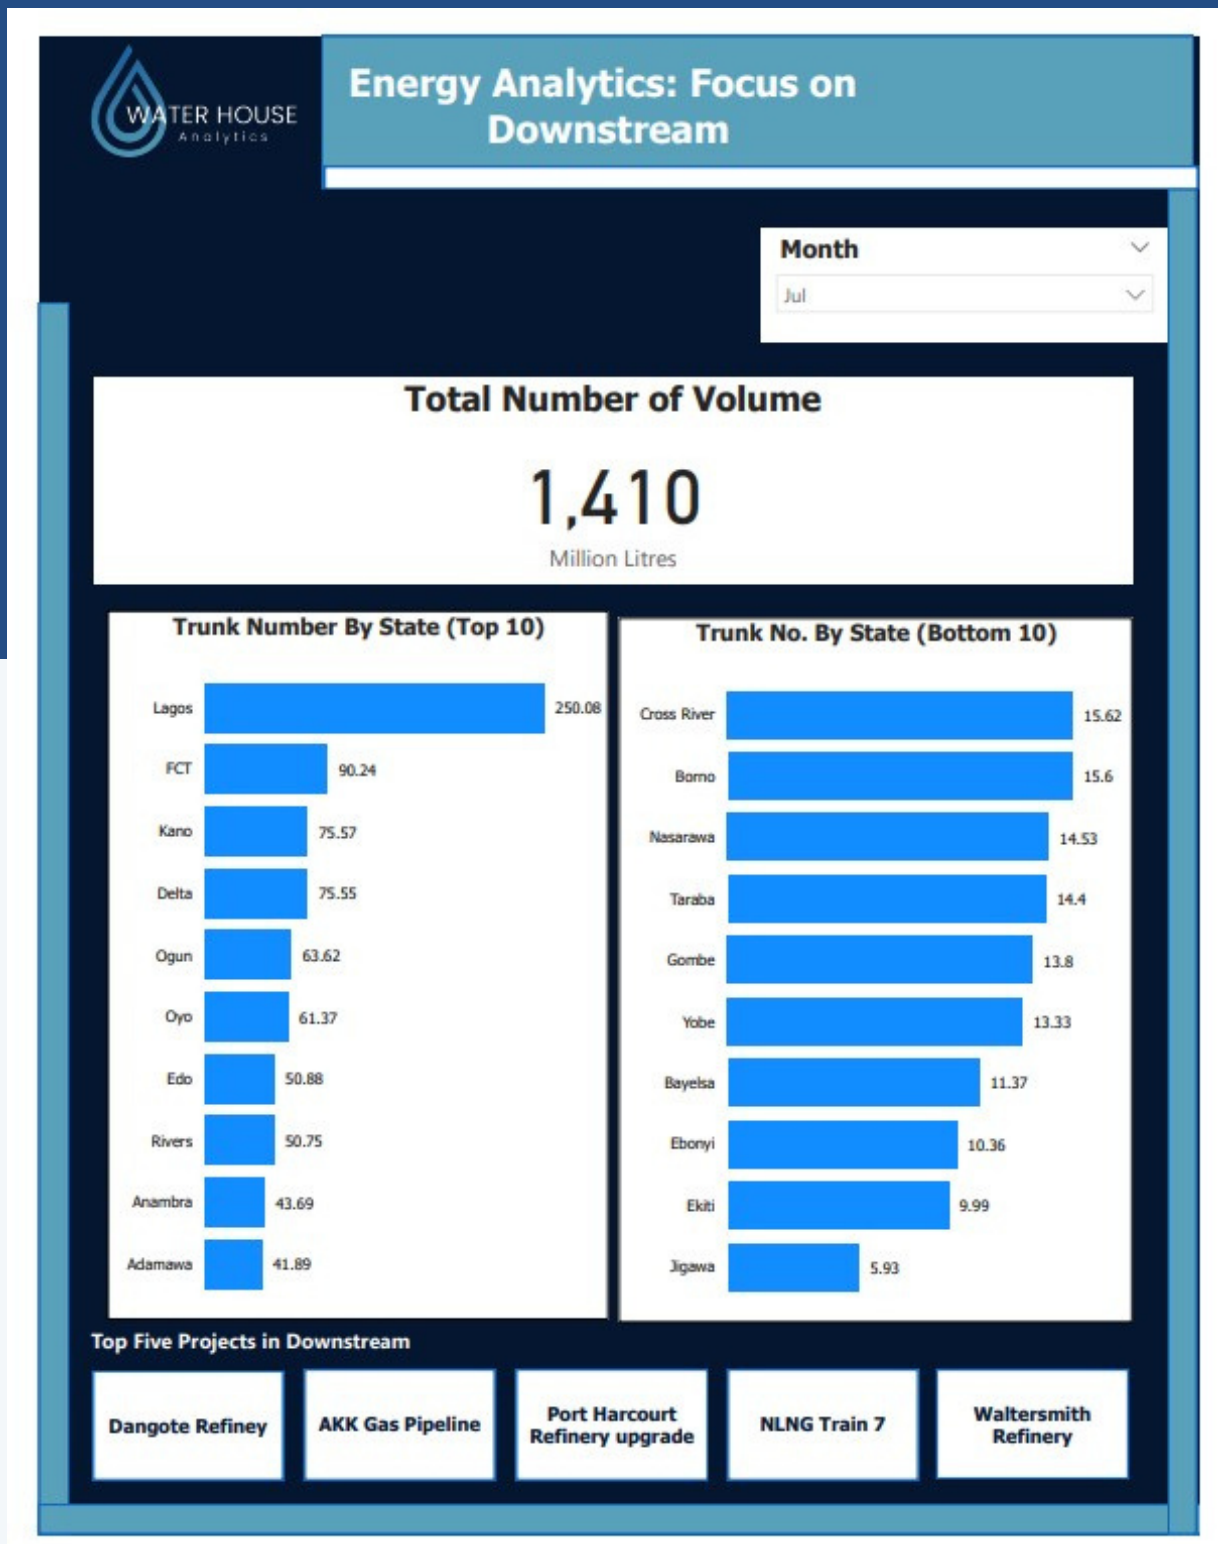 WATER HOUSE
Analytics
Energy Analytics: Focus on
Downstream
Month
Jul
Total Number of Volume
1,410
Million Litres
Trunk Number By State (Top 10)
Lagos 250.08
FCT 90.24
Kano 75.57
Delta 75.55
Ogun 63.62
Oyo 61.37
Edo 50.88
Rivers 50.75
Anambra 43.69
Adamawa 41.89
Trunk No. By State (Bottom 10)
Cross River 15.62
Borno 15.6
Nasarawa 14.53
Taraba 14.4
Gombe 13.8
Yobe 13.33
Bayelsa 11.37
Ebonyi 10.36
Ekiti 9.99
Jigawa 5.93
Top Five Projects in Downstream
Dangote Refiney
AKK Gas Pipeline
Port Harcourt
Refinery upgrade
NLNG Train 7
Waltersmith
Refinery